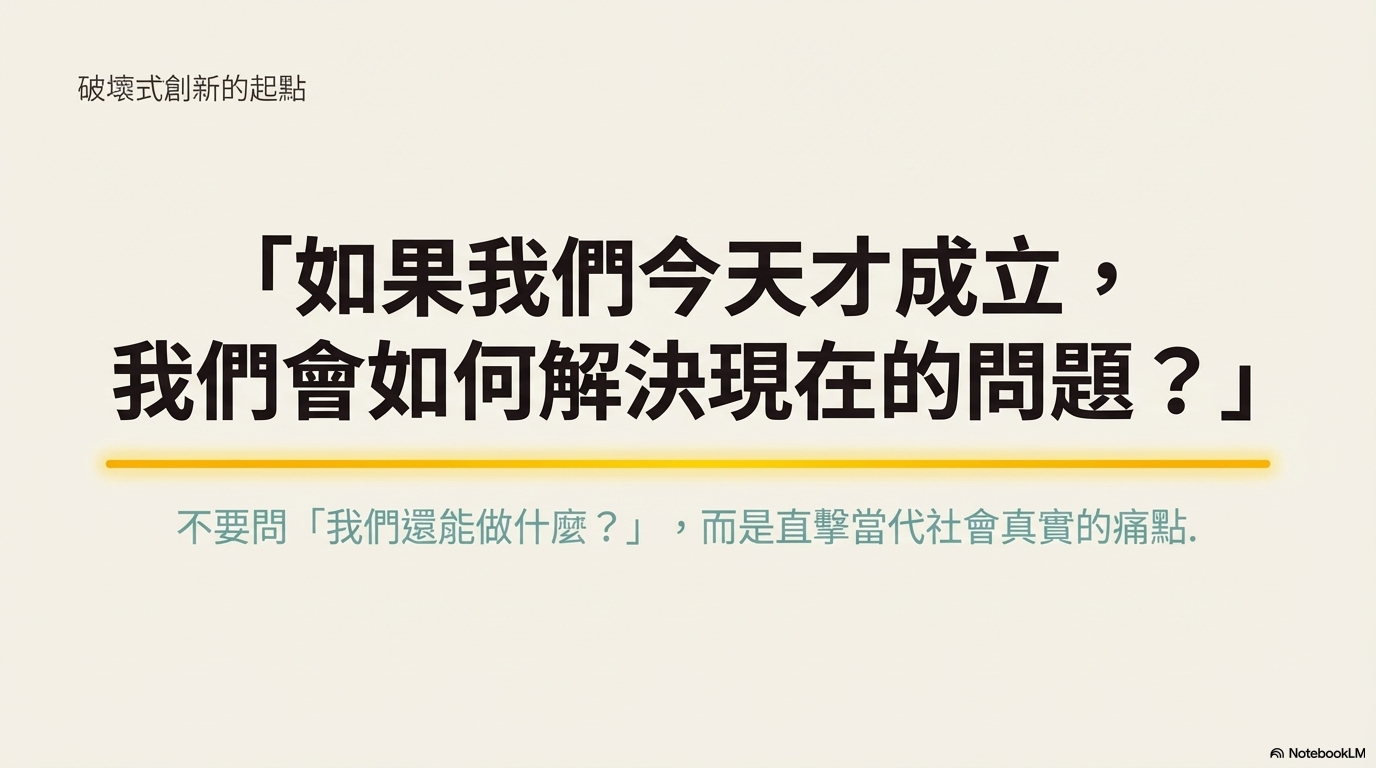 破壞式創新的起點
「如果我們今天才成立，
我們會如何解決現在的問題？」
不要問「我們還能做什麼？」，而是直擊當代社會真實的痛點.
NotebookLM